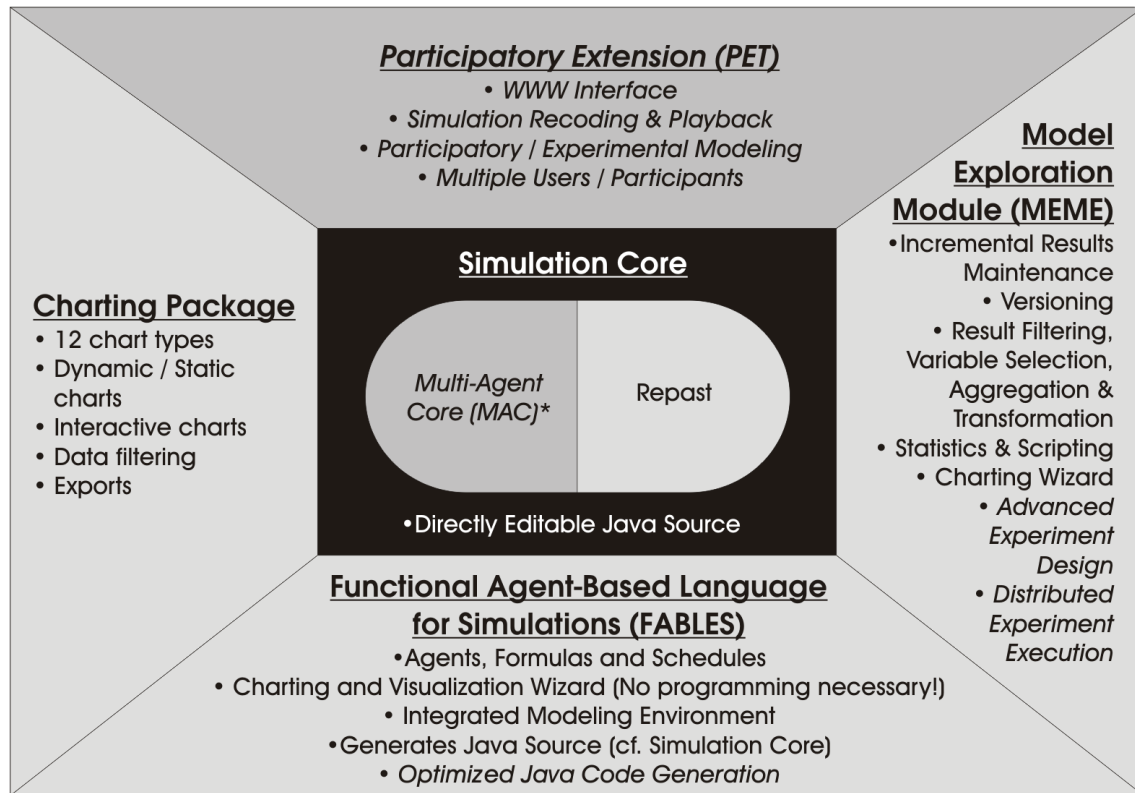 Participatory Extension (PET)
• WWW Interface
• Simulation Recoding & Playback
• Participatory / Experimental Modeling
• Multiple Users / Participants
Charting Package
• 12 chart types
• Dynamic / Static
charts
• Interactive charts
• Data filtering
• Exports
Simulation Core
Multi-Agent
Core (MAC)*
Repast
•Directly Editable Java Source
Model
Exploration
Module (MEME)
•Incremental Results
Maintenance
• Versioning
• Result Filtering,
Variable Selection,
Aggregation &
Transformation
• Statistics & Scripting
• Charting Wizard
• Advanced
Experiment
Design
• Distributed
Experiment
Execution
Functional Agent-Based Language
for Simulations (FABLES)
•Agents, Formulas and Schedules
• Charting and Visualization Wizard (No programming necessary!)
• Integrated Modeling Environment
•Generates Java Source (cf. Simulation Core)
• Optimized Java Code Generation